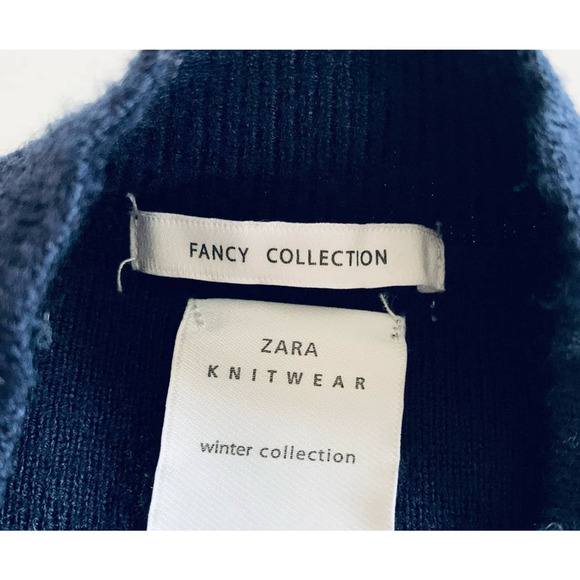 FANCY COLLECTION
ZARA
KNITWEAR
winter collection